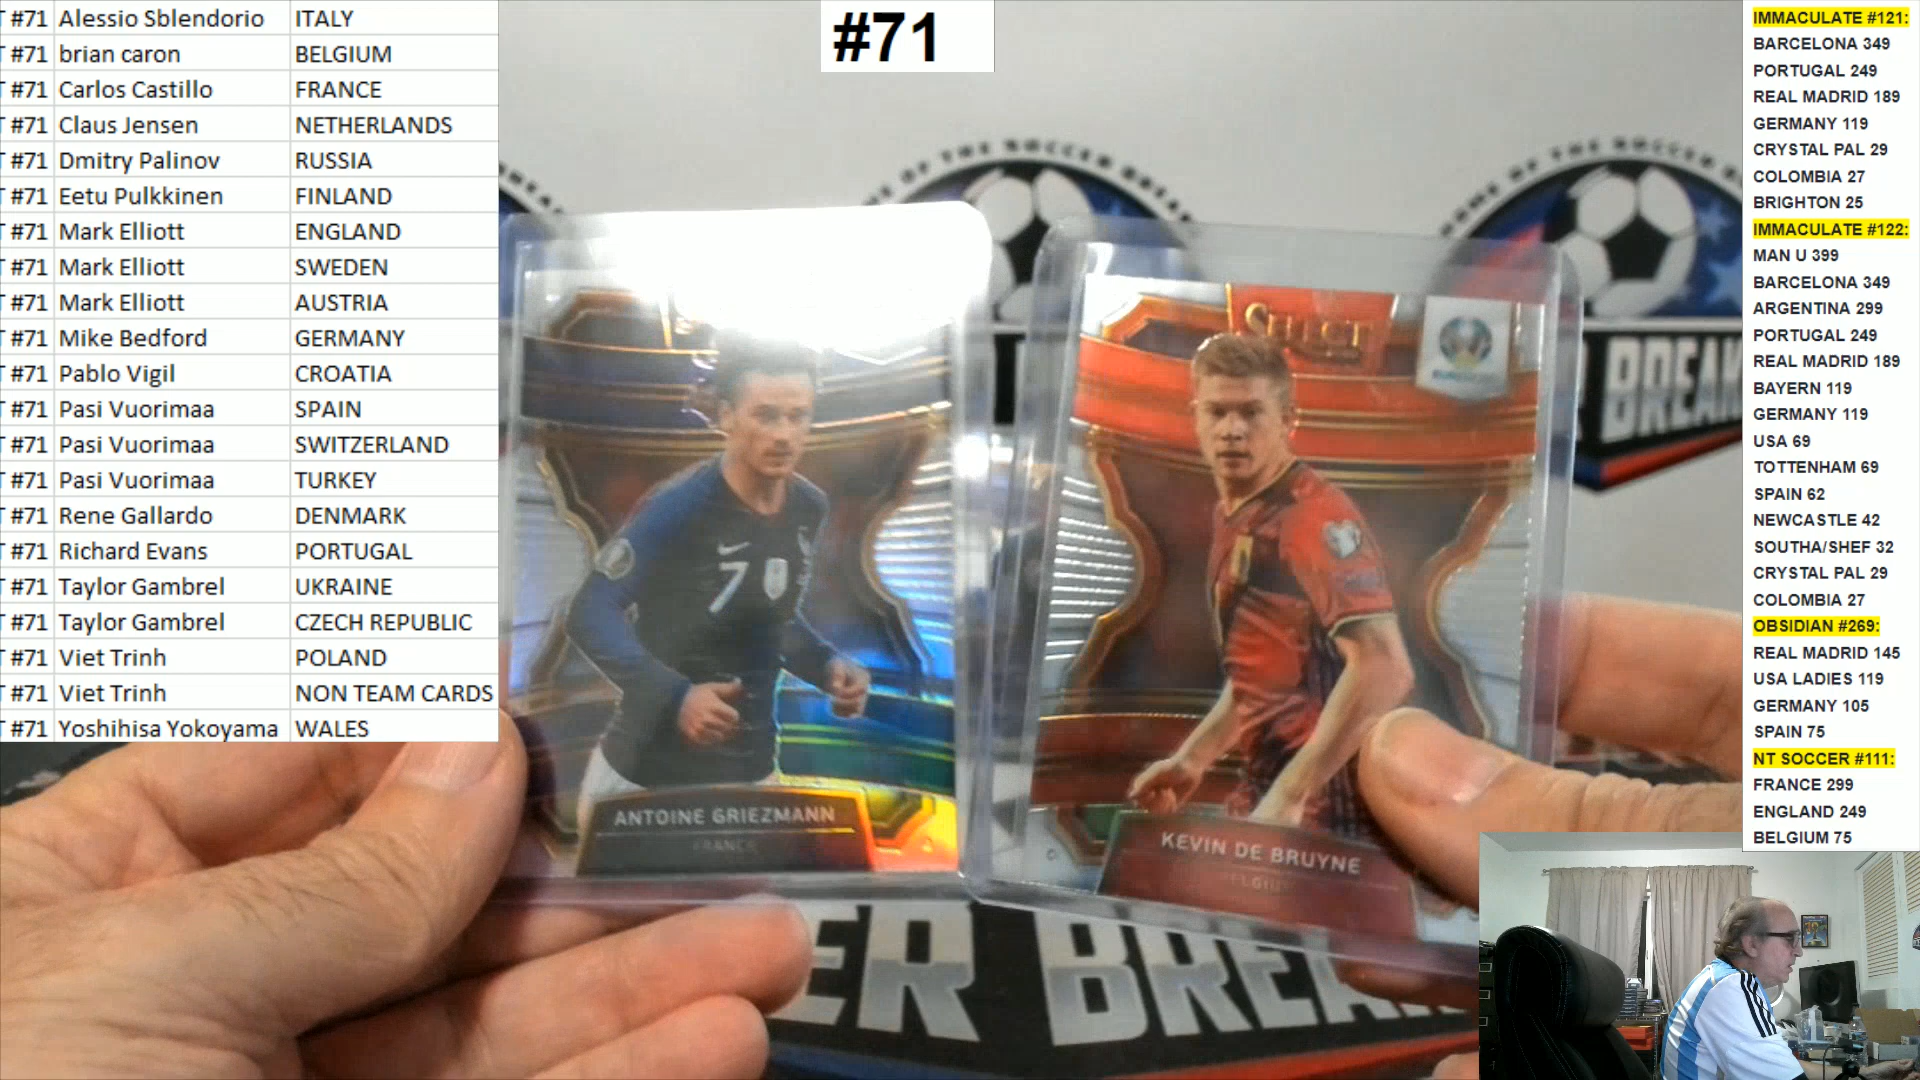 T #71 Alessio Sblendorio ITALY
T #71 brian caron BELGIUM
T #71 Carlos Castillo FRANCE
T #71 Claus Jensen NETHERLANDS
T #71 Dmitry Palinov RUSSIA
T #71 Eetu Pulkkinen FINLAND
T #71 Mark Elliott ENGLAND
T #71 Mark Elliott SWEDEN
T #71 Mark Elliott AUSTRIA
T #71 Mike Bedford GERMANY
T #71 Pablo Vigil CROATIA
T #71 Pasi Vuorimaa SPAIN
T #71 Pasi Vuorimaa SWITZERLAND
T #71 Pasi Vuorimaa TURKEY
T #71 Rene Gallardo DENMARK
T #71 Richard Evans PORTUGAL
T #71 Taylor Gambrel UKRAINE
T #71 Taylor Gambrel CZECH REPUBLIC
T #71 Viet Trinh POLAND
T #71 Viet Trinh NON TEAM CARDS
T #71 Yoshihisa Yokoyama WALES
#71
OF THE SOCCER
HOME OF THE SOCCER
BREAK
SELECT
7
ANTOINE GRIEZMANN
FRANCE
KEVIN DE BRUYNE
BELGIUM
ER BREAK
IMMACULATE #121:
BARCELONA 349
PORTUGAL 249
REAL MADRID 189
GERMANY 119
CRYSTAL PAL 29
COLOMBIA 27
BRIGHTON 25
IMMACULATE #122:
MAN U 399
BARCELONA 349
ARGENTINA 299
PORTUGAL 249
REAL MADRID 189
BAYERN 119
GERMANY 119
USA 69
TOTTENHAM 69
SPAIN 62
NEWCASTLE 42
SOUTHA/SHEF 32
CRYSTAL PAL 29
COLOMBIA 27
OBSIDIAN #269:
REAL MADRID 145
USA LADIES 119
GERMANY 105
SPAIN 75
NT SOCCER #111:
FRANCE 299
ENGLAND 249
BELGIUM 75